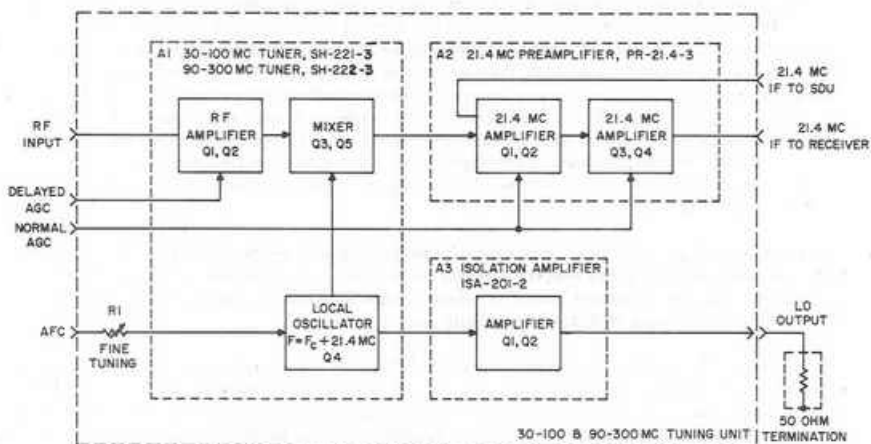 A1 30-100 MC TUNER, SH-221-3
90-300 MC TUNER, SH-222-3
A2 21.4 MC PREAMPLIFIER, PR-21.4-3
RF
INPUT
RF
AMPLIFIER
Q1, Q2
MIXER
Q3, Q5
21.4 MC
AMPLIFIER
Q1, Q2
21.4 MC
AMPLIFIER
Q3, Q4
21.4 MC
IF TO SDU
21.4 MC
IF TO RECEIVER
DELAYED
AGC
NORMAL
AGC
A3 ISOLATION AMPLIFIER
ISA-201-2
AFC
R1
FINE
TUNING
LOCAL
OSCILLATOR
F=FC+21.4 MC
Q4
AMPLIFIER
Q1, Q2
LO
OUTPUT
50 OHM
TERMINATION
30-100 & 90-300 MC TUNING UNIT